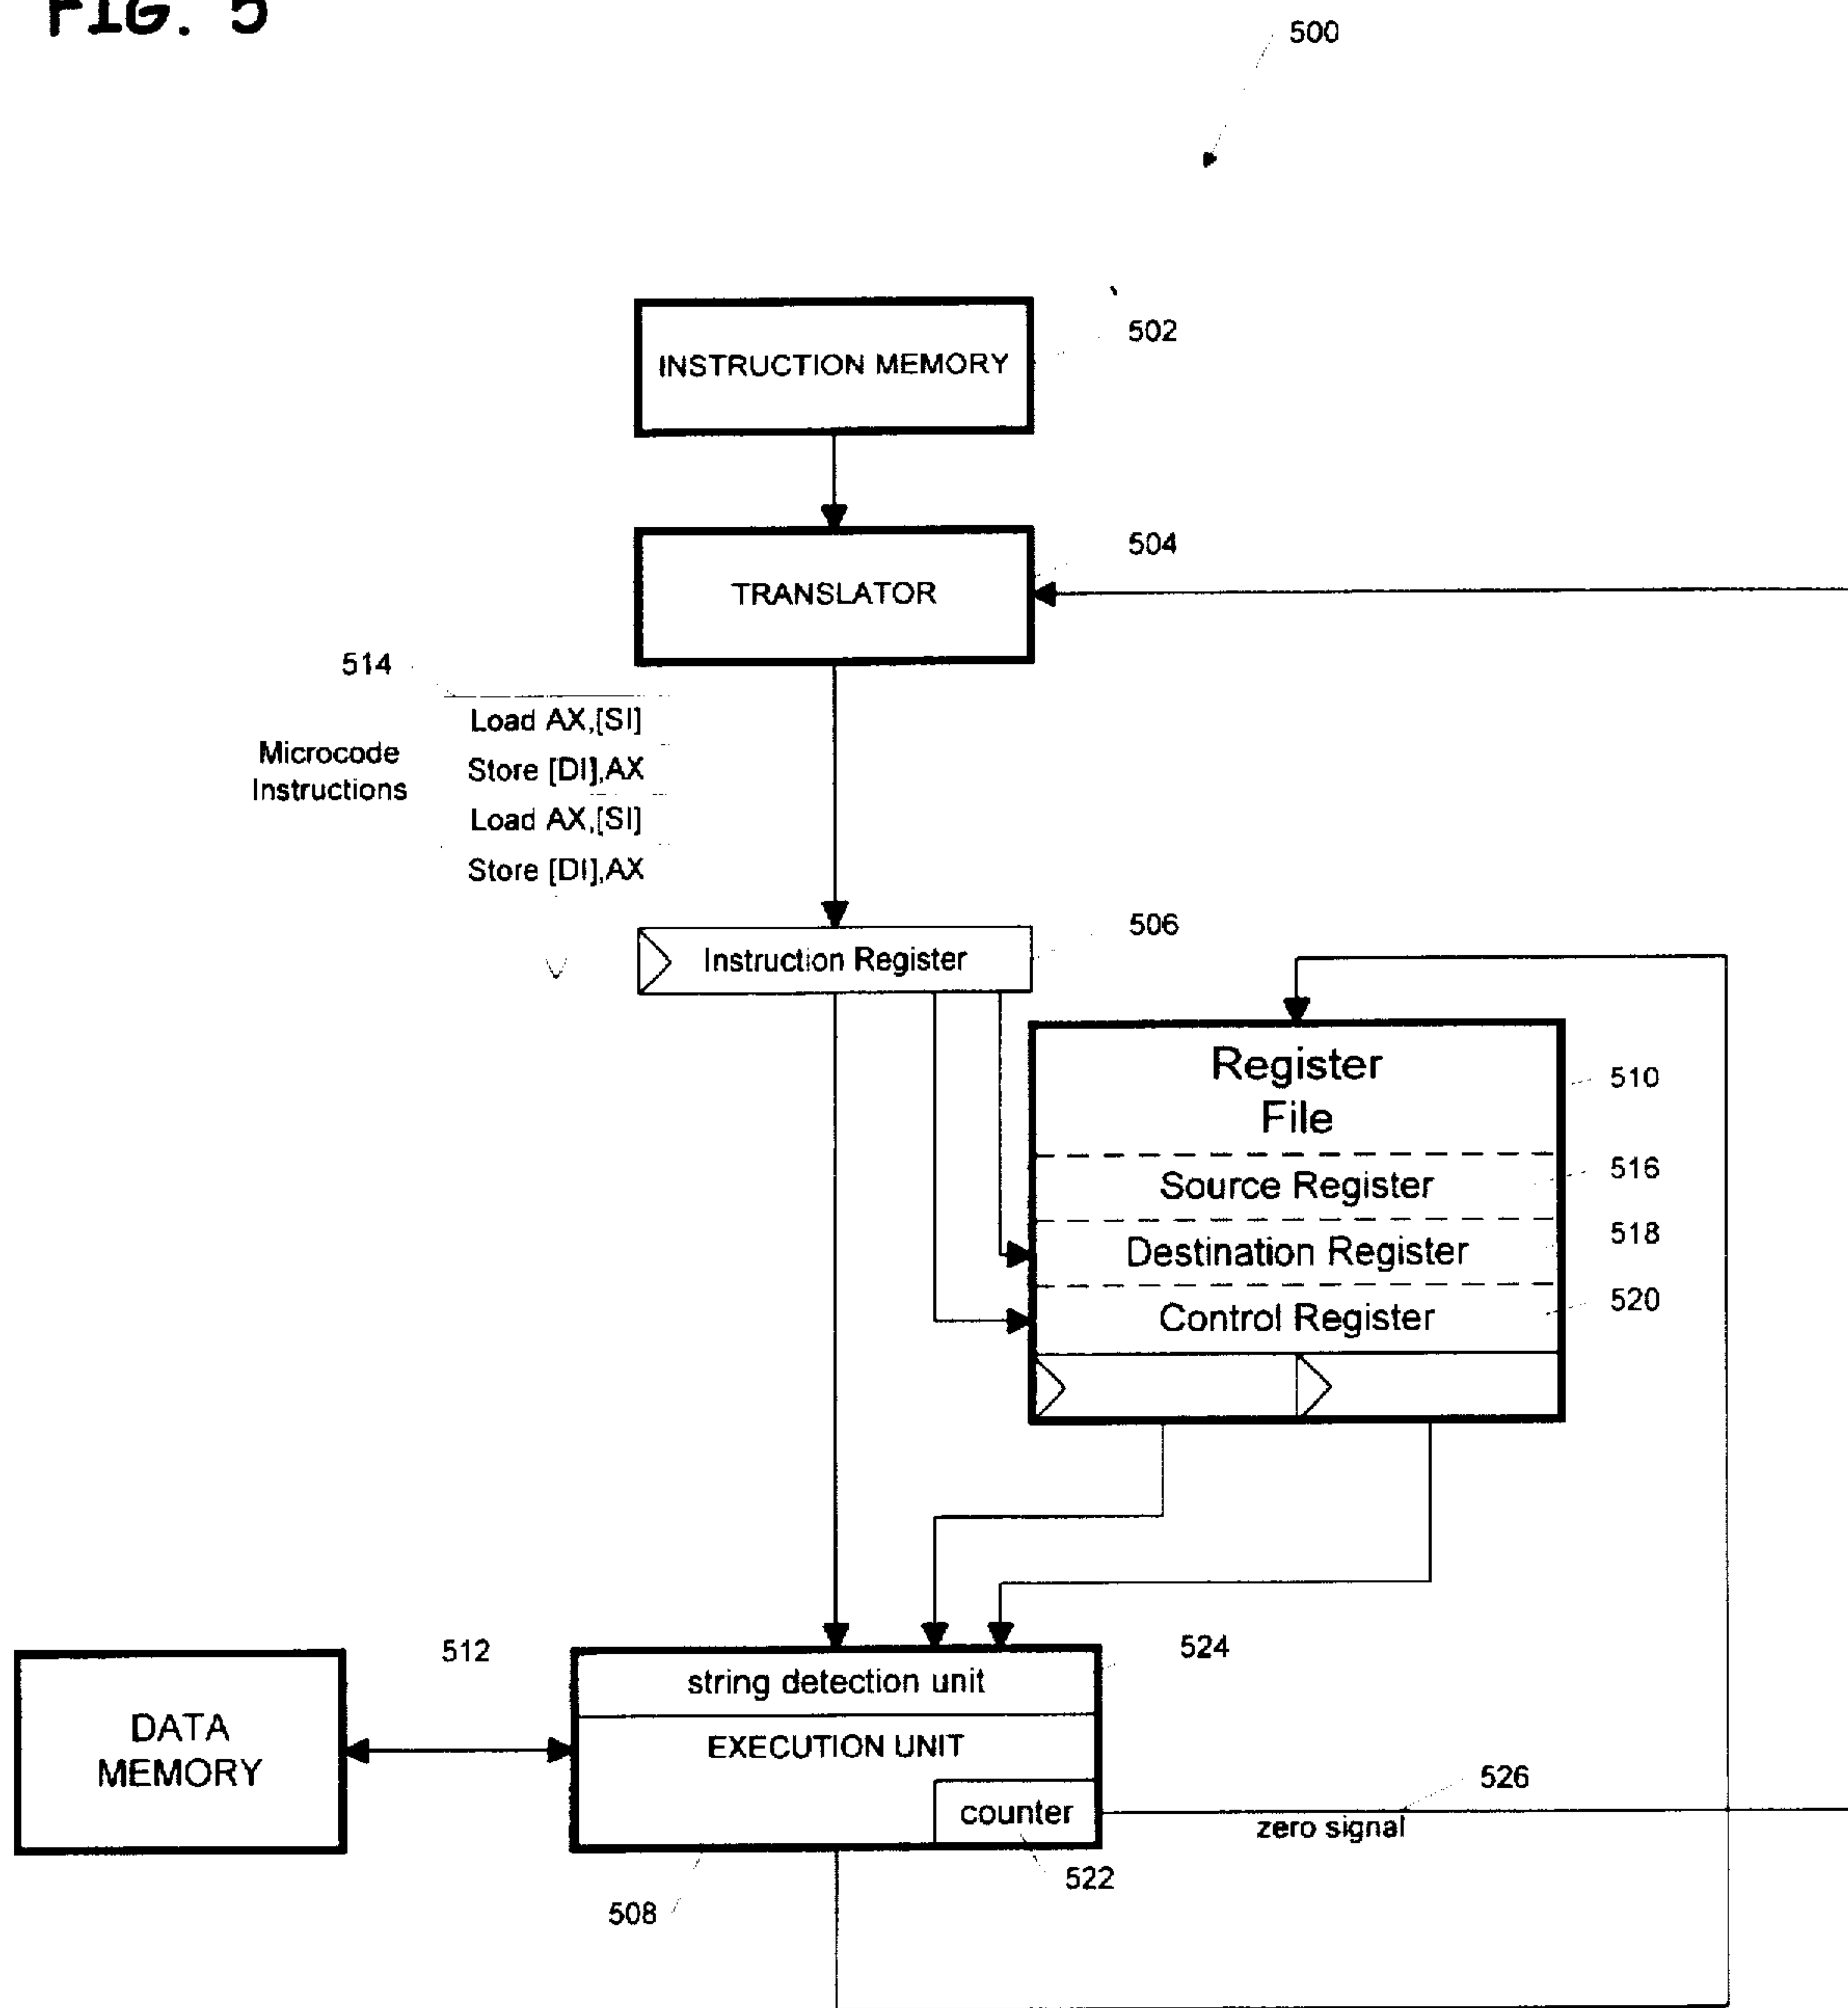 FIG. 5
500
INSTRUCTION MEMORY
502
TRANSLATOR
504
514
Microcode
Instructions
Load AX,[SI]
Store [DI],AX
Load AX,[SI]
Store [DI],AX
Instruction Register
506
Register
File
510
Source Register
516
Destination Register
518
Control Register
520
DATA
MEMORY
512
string detection unit
524
EXECUTION UNIT
counter
526
zero signal
522
508